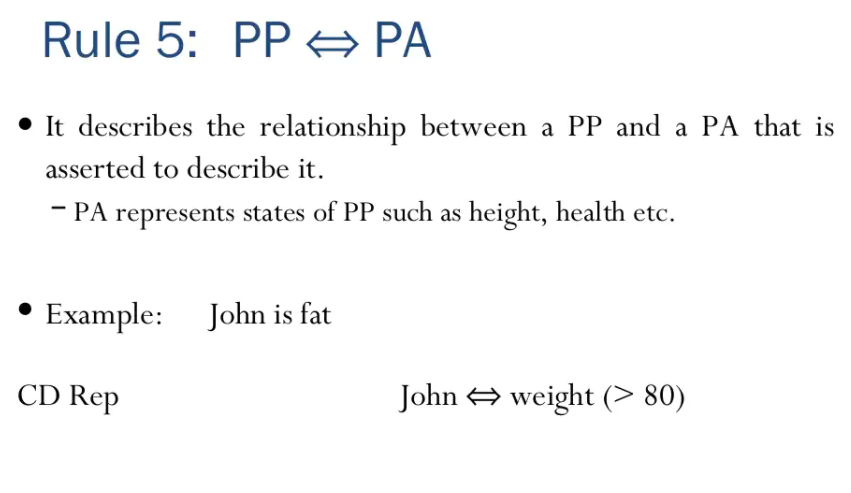 Rule 5: PP ⇔ PA
• It describes the relationship between a PP and a PA that is
asserted to describe it.
– PA represents states of PP such as height, health etc.
• Example: John is fat
CD Rep John ⇔ weight (> 80)